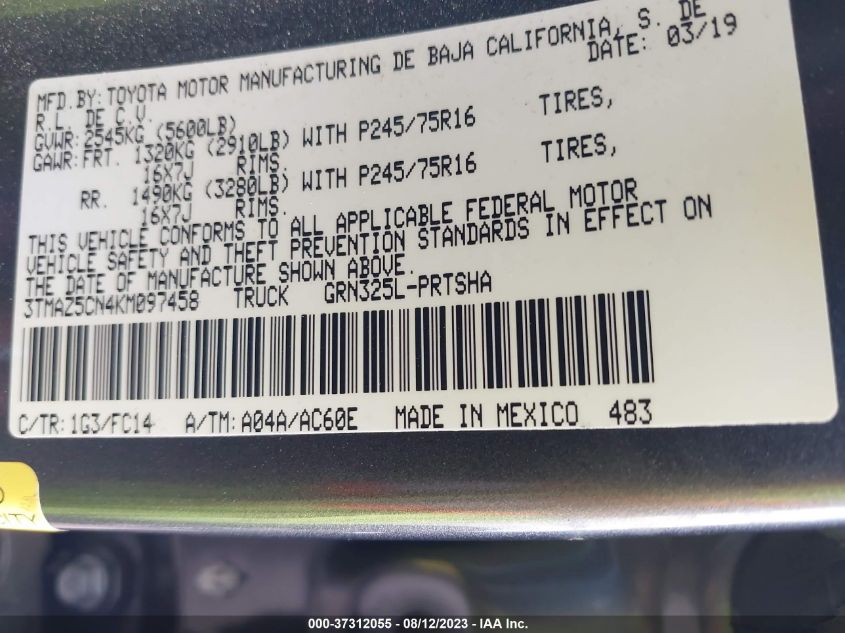 MFD.BY:TOYOTA MOTOR MANUFACTURING DE BAJA CALIFORNIA, S. DE
R.L. DE C.V. DATE: 03/19
GVWR:2545KG (5600LB)
GAWR:FRT. 1320KG (2910LB) WITH P245/75R16 TIRES,
16X7J RIMS,
RR. 1490KG (3280LB) WITH P245/75R16 TIRES,
16X7J RIMS.
THIS VEHICLE CONFORMS TO ALL APPLICABLE FEDERAL MOTOR
VEHICLE SAFETY AND THEFT PREVENTION STANDARDS IN EFFECT ON
THE DATE OF MANUFACTURE SHOWN ABOVE.
3TMAZ5CN4KM097458 TRUCK GRN325L-PRTSHA
C/TR:1G3/FC14 A/TM:A04A/AC60E MADE IN MEXICO 483
000-37312055 - 08/12/2023 - IAA Inc.